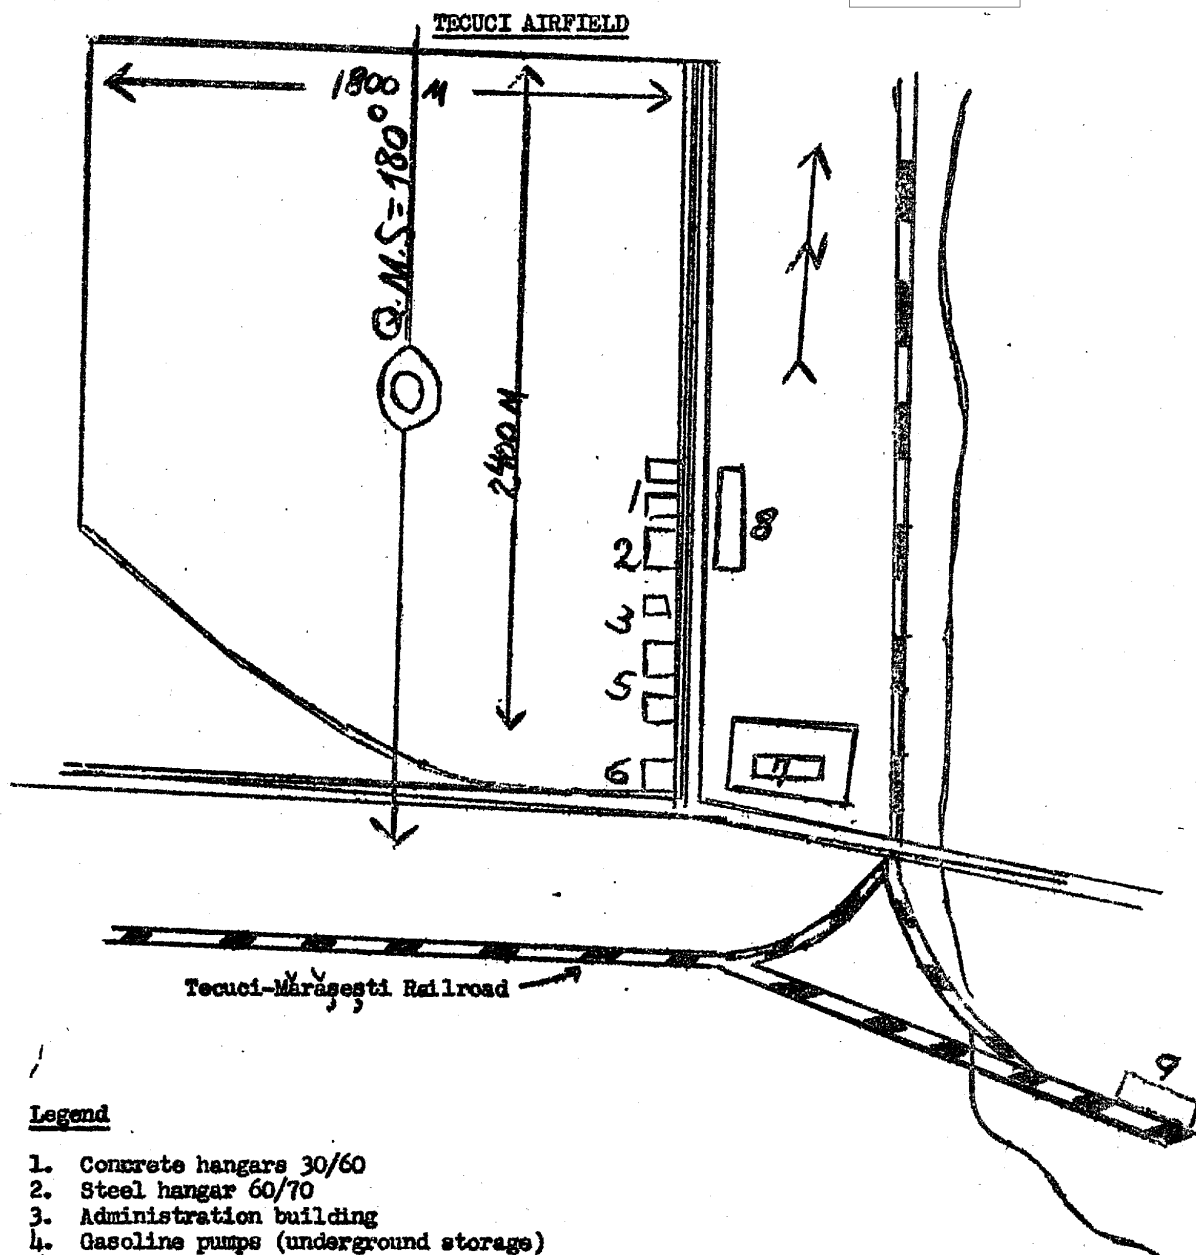 TECUCI AIRFIELD
1800 M
Q.M.S = 180°
2400 M
1
2
3
5
6
7
8
Tecuci-Mărășești Railroad
9
Legend
1. Concrete hangars 30/60
2. Steel hangar 60/70
3. Administration building
4. Gasoline pumps (underground storage)